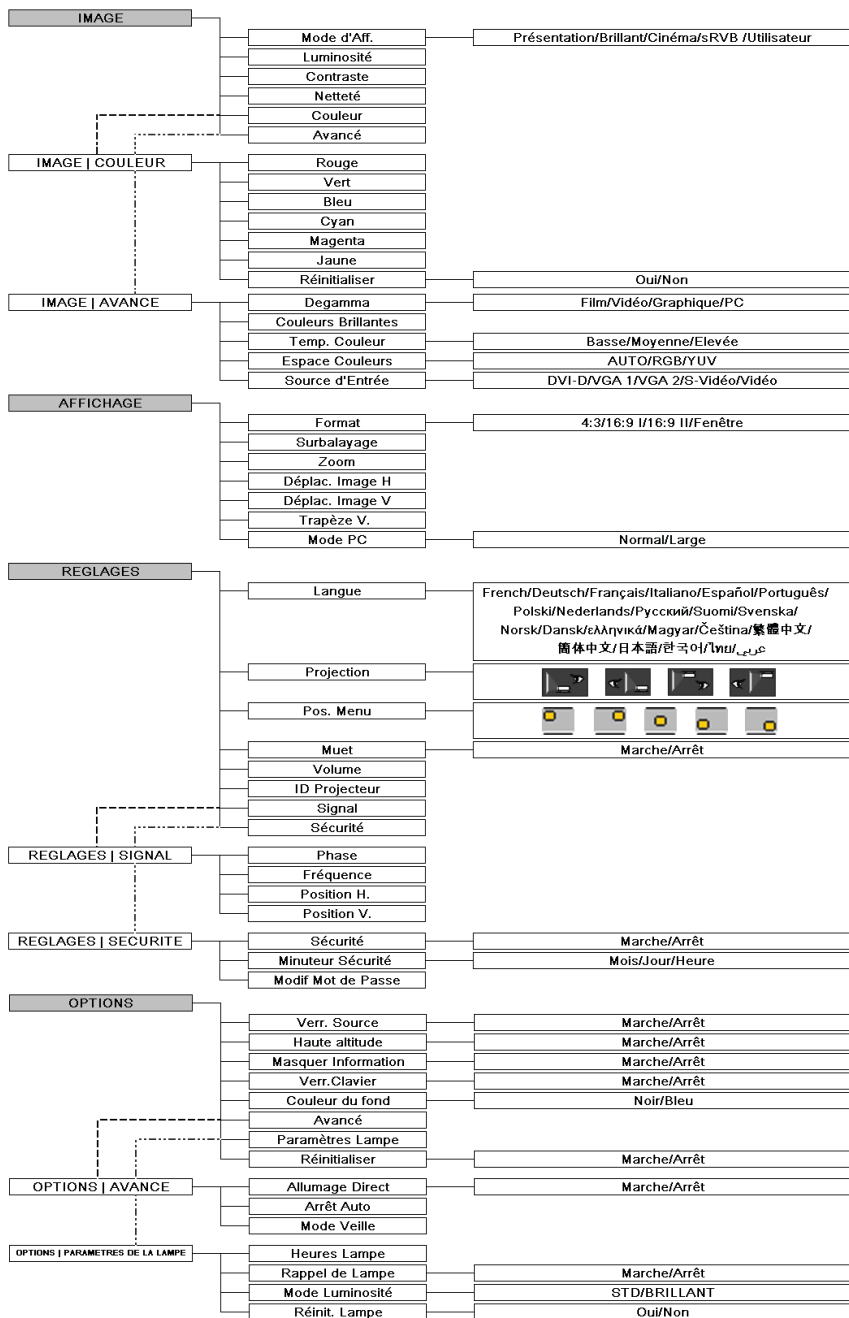 IMAGE
Mode d'Aff.
Présentation/Brillant/Cinéma/sRVB /Utilisateur
Luminosité
Contraste
Netteté
Couleur
Avancé
IMAGE | COULEUR
Rouge
Vert
Bleu
Cyan
Magenta
Jaune
Réinitialiser
Oui/Non
IMAGE | AVANCE
Degamma
Film/Vidéo/Graphique/PC
Couleurs Brillantes
Temp. Couleur
Basse/Moyenne/Elevée
Espace Couleurs
AUTO/RGB/YUV
Source d'Entrée
DVI-D/VGA 1/VGA 2/S-Vidéo/Vidéo
AFFICHAGE
Format
4:3/16:9 I/16:9 II/Fenêtre
Surbalayage
Zoom
Déplac. Image H
Déplac. Image V
Trapèze V.
Mode PC
Normal/Large
REGLAGES
Langue
French/Deutsch/Français/Italiano/Español/Português/
Polski/Nederlands/Русский/Suomi/Svenska/
Norsk/Dansk/ελληνικά/Magyar/Čeština/繁體中文/
簡体中文/日本語/한국어/ไทย/عربي
Projection
Pos. Menu
Muet
Marche/Arrêt
Volume
ID Projecteur
Signal
Sécurité
REGLAGES | SIGNAL
Phase
Fréquence
Position H.
Position V.
REGLAGES | SECURITE
Sécurité
Marche/Arrêt
Minuteur Sécurité
Mois/Jour/Heure
Modif Mot de Passe
OPTIONS
Verr. Source
Marche/Arrêt
Haute altitude
Marche/Arrêt
Masquer Information
Marche/Arrêt
Verr.Clavier
Marche/Arrêt
Couleur du fond
Noir/Bleu
Avancé
Paramètres Lampe
Réinitialiser
Marche/Arrêt
OPTIONS | AVANCE
Allumage Direct
Marche/Arrêt
Arrêt Auto
Mode Veille
OPTIONS | PARAMETRES DE LA LAMPE
Heures Lampe
Rappel de Lampe
Marche/Arrêt
Mode Luminosité
STD/BRILLANT
Réinit. Lampe
Oui/Non